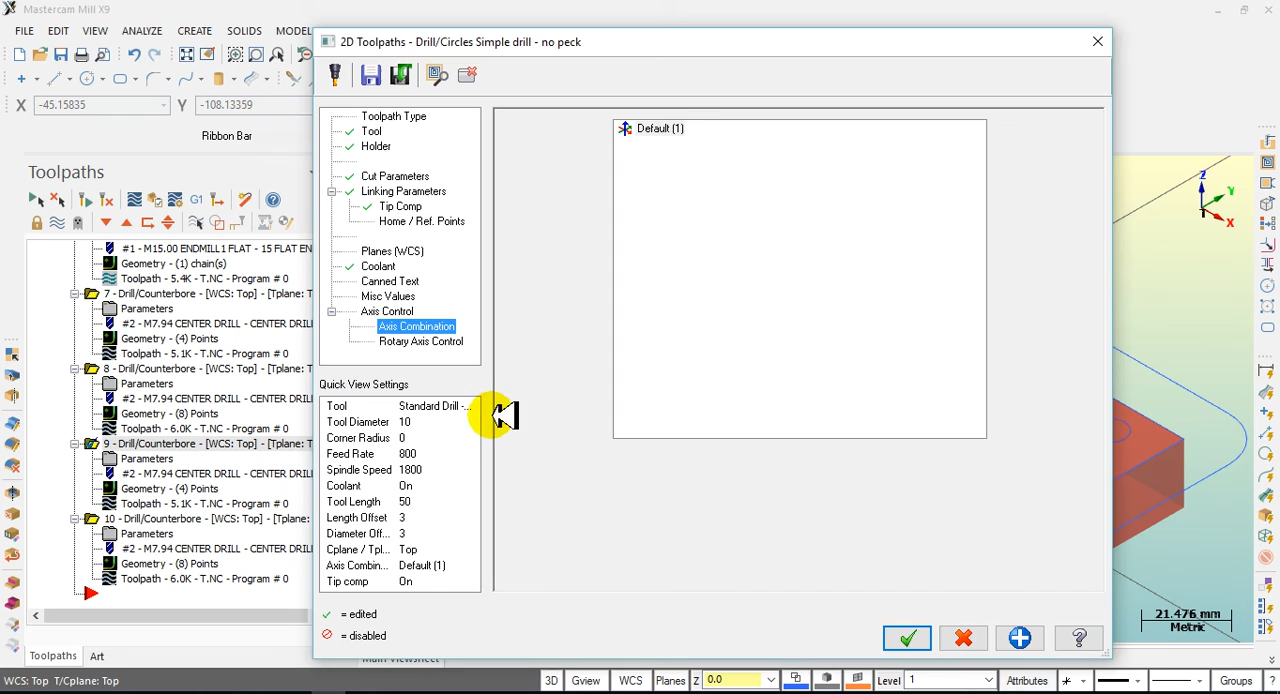 Mastercam Mill X9
FILE EDIT VIEW ANALYZE CREATE SOLIDS MODEL
2D Toolpaths - Drill/Circles Simple drill - no peck
X -45.15835 Y -108.13359
Ribbon Bar
Toolpaths
G1
#1 - M15.00 ENDMILL1 FLAT - 15 FLAT EN
Geometry - (1) chain(s)
Toolpath - 5.4K - T.NC - Program # 0
7 - Drill/Counterbore - [WCS: Top] - [Tplane: T
Parameters
#2 - M7.94 CENTER DRILL - CENTER DRIL
Geometry - (4) Points
Toolpath - 5.1K - T.NC - Program # 0
8 - Drill/Counterbore - [WCS: Top] - [Tplane: T
Parameters
#2 - M7.94 CENTER DRILL - CENTER DRIL
Geometry - (8) Points
Toolpath - 6.0K - T.NC - Program # 0
9 - Drill/Counterbore - [WCS: Top] - [Tplane: T
Parameters
#2 - M7.94 CENTER DRILL - CENTER DRIL
Geometry - (4) Points
Toolpath - 5.1K - T.NC - Program # 0
10 - Drill/Counterbore - [WCS: Top] - [Tplane:
Parameters
#2 - M7.94 CENTER DRILL - CENTER DRIL
Geometry - (8) Points
Toolpath - 6.0K - T.NC - Program # 0
Toolpaths Art
Toolpath Type
Tool
Holder
Cut Parameters
Linking Parameters
Tip Comp
Home / Ref. Points
Planes (WCS)
Coolant
Canned Text
Misc Values
Axis Control
Axis Combination
Rotary Axis Control
Quick View Settings
Tool Standard Drill -...
Tool Diameter 10
Corner Radius 0
Feed Rate 800
Spindle Speed 1800
Coolant On
Tool Length 50
Length Offset 3
Diameter Off... 3
Cplane / Tpl... Top
Axis Combin... Default (1)
Tip comp On
= edited
= disabled
Default (1)
Z
Y
X
21.476 mm
Metric
Main Viewsheet
WCS: Top T/Cplane: Top 3D Gview WCS Planes Z 0.0 Level 1 Attributes Groups ?